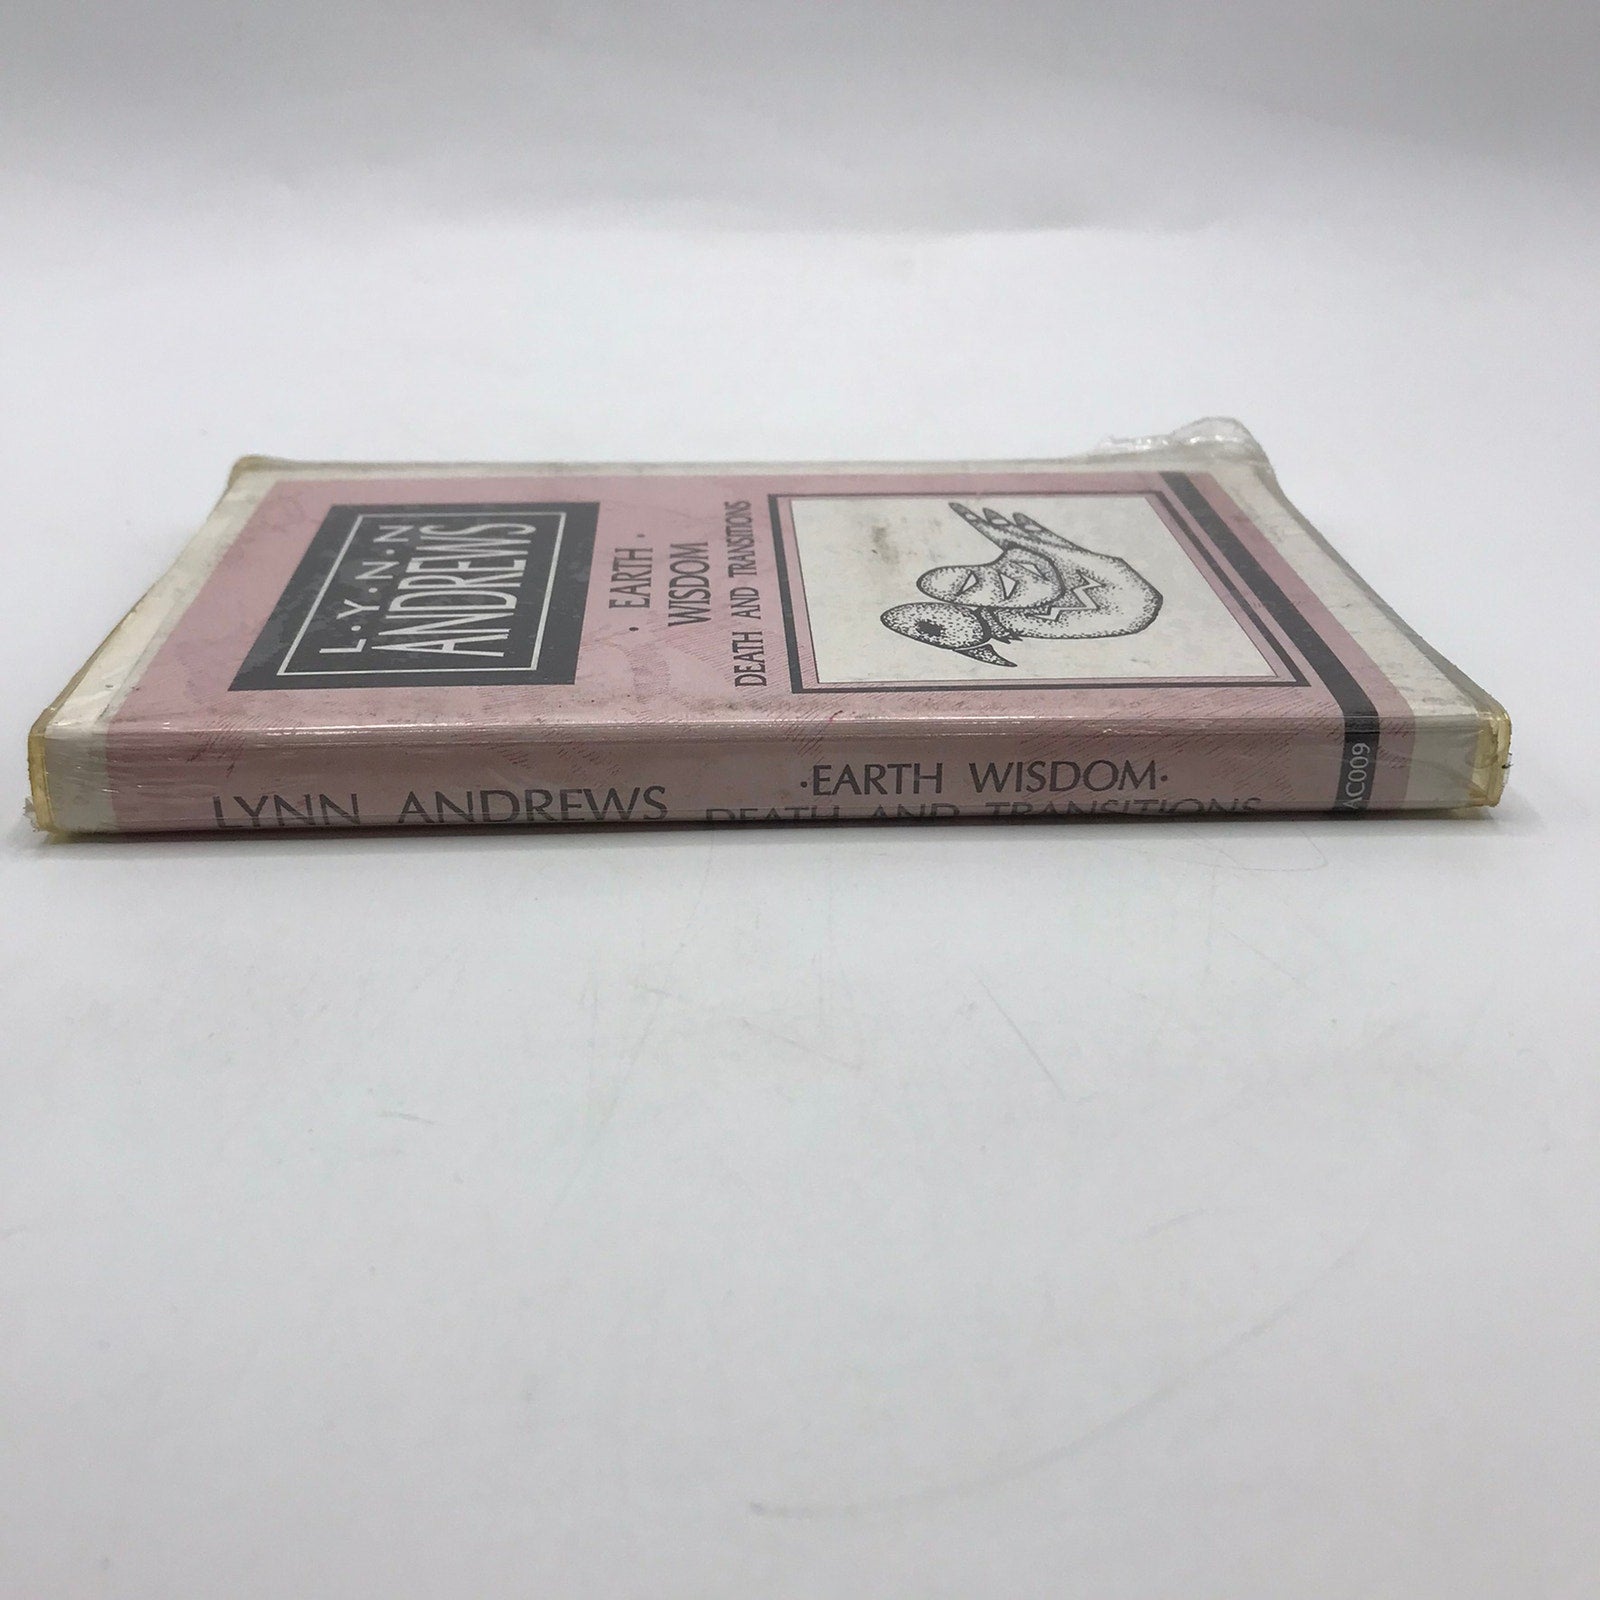 L·Y·N·N
ANDREWS
· EARTH ·
WISDOM
DEATH AND TRANSITIONS
LYNN ANDREWS
·EARTH WISDOM·
DEATH AND TRANSITIONS
AC009